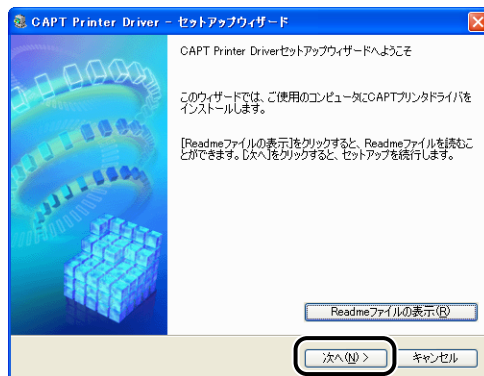 CAPT Printer Driver - セットアップウィザード
CAPT Printer Driverセットアップウィザードへようこそ
このウィザードでは、ご使用のコンピュータにCAPTプリンタドライバを
インストールします。
[Readmeファイルの表示]をクリックすると、Readmeファイルを読むこ
とができます。[次へ]をクリックすると、セットアップを続行します。
Readmeファイルの表示(R)
次へ(N) >
キャンセル